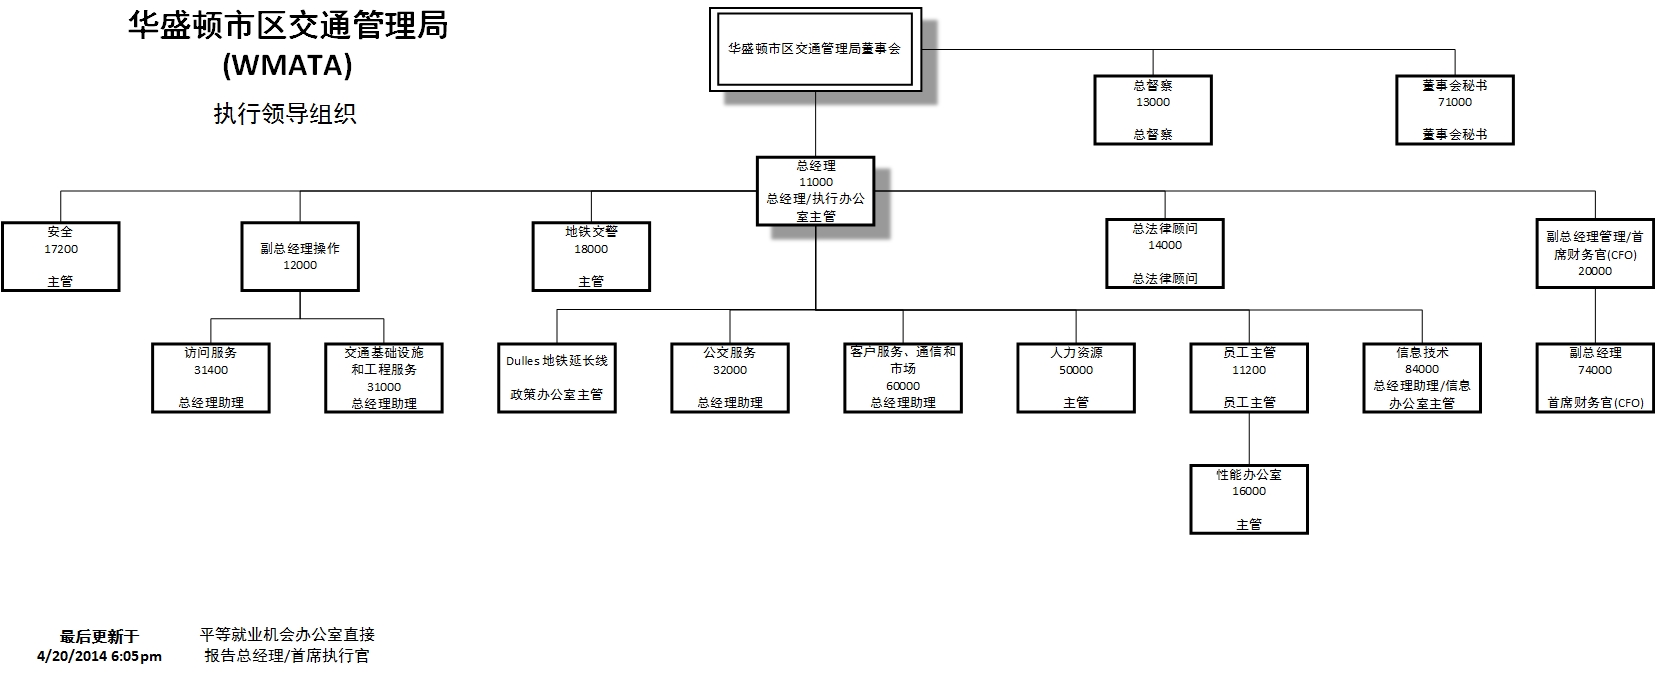 华盛顿市区交通管理局
(WMATA)
执行领导组织
华盛顿市区交通管理局董事会
总督察
13000
总督察
董事会秘书
71000
董事会秘书
总经理
11000
总经理/执行办公
室主管
安全
17200
主管
副总经理操作
12000
地铁交警
18000
主管
总法律顾问
14000
总法律顾问
副总经理管理/首
席财务官(CFO)
20000
访问服务
31400
总经理助理
交通基础设施
和工程服务
31000
总经理助理
Dulles 地铁延长线
政策办公室主管
公交服务
32000
总经理助理
客户服务、通信和
市场
60000
总经理助理
人力资源
50000
主管
员工主管
11200
员工主管
信息技术
84000
总经理助理/信息
办公室主管
副总经理
74000
首席财务官(CFO)
性能办公室
16000
主管
最后更新于
4/20/2014 6:05pm
平等就业机会办公室直接
报告总经理/首席执行官